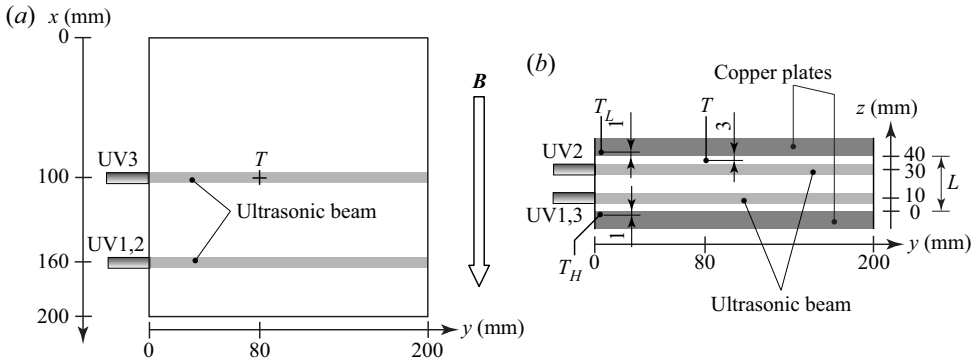 (a)
x (mm)
0
B
UV3
T
100
Ultrasonic beam
UV1,2
160
200
y (mm)
0
80
200
(b)
Copper plates
T_L
1
T
3
z (mm)
UV2
40
30
L
10
UV1,3
0
1
y (mm)
T_H
0
80
200
Ultrasonic beam